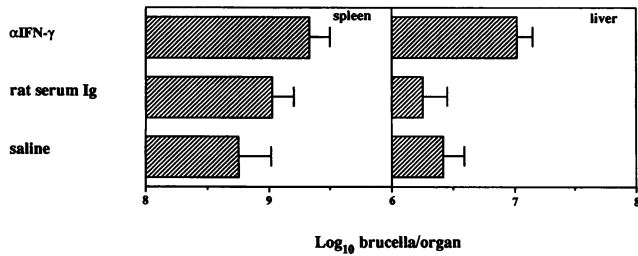 spleen liver
αIFN-γ
rat serum Ig
saline
8 9 6 7 8
Log10 brucella/organ